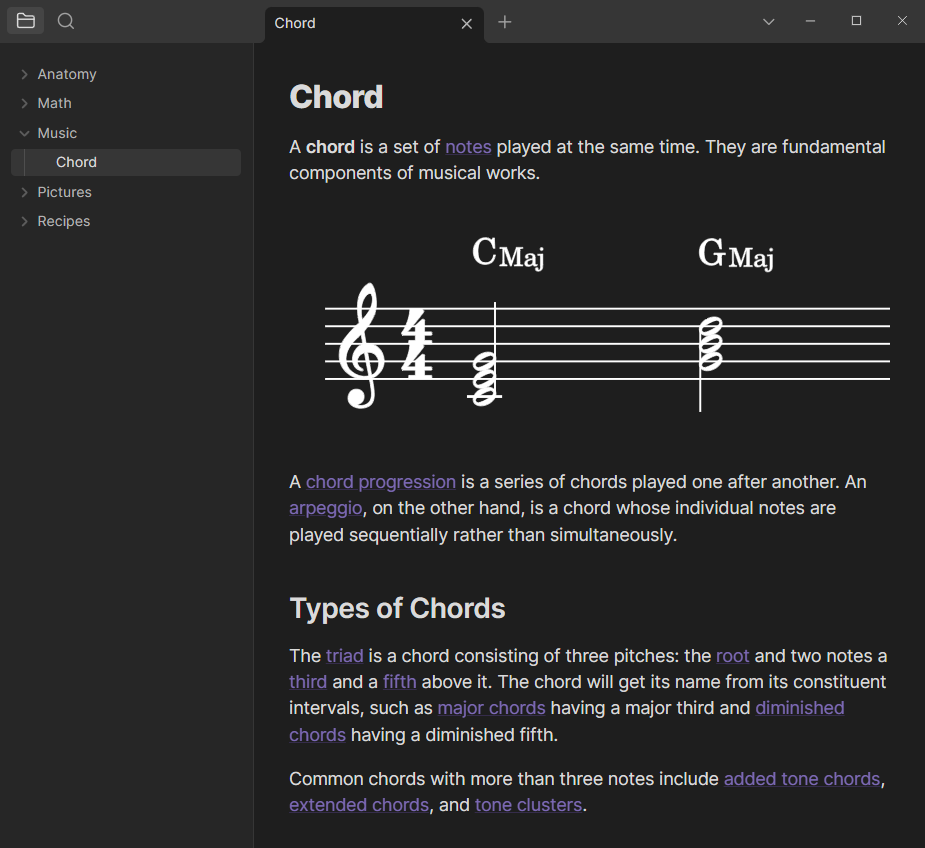 Chord
Anatomy
Math
Music
Chord
Pictures
Recipes
Chord
A chord is a set of notes played at the same time. They are fundamental
components of musical works.
CMaj GMaj
4
4
A chord progression is a series of chords played one after another. An
arpeggio, on the other hand, is a chord whose individual notes are
played sequentially rather than simultaneously.
Types of Chords
The triad is a chord consisting of three pitches: the root and two notes a
third and a fifth above it. The chord will get its name from its constituent
intervals, such as major chords having a major third and diminished
chords having a diminished fifth.
Common chords with more than three notes include added tone chords,
extended chords, and tone clusters.